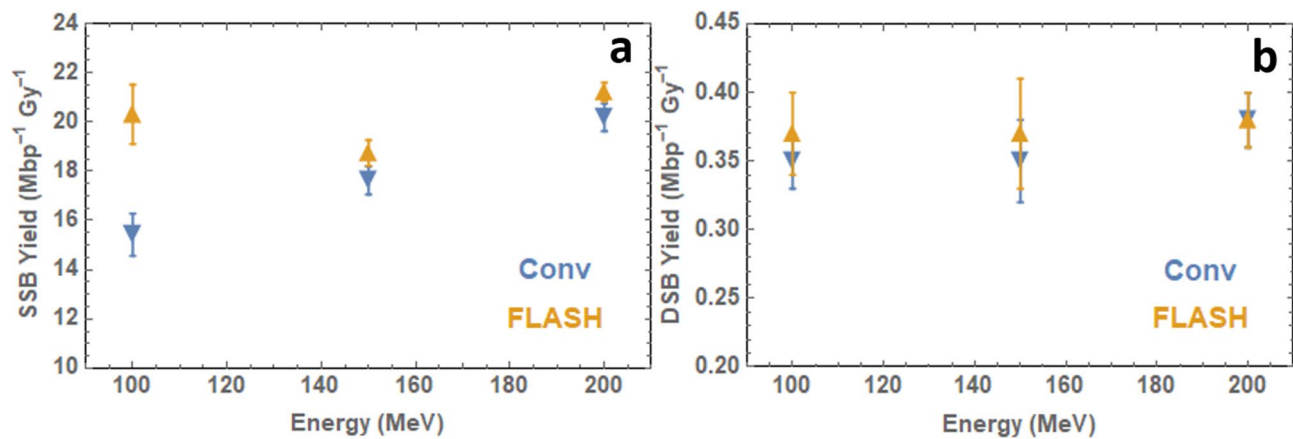 a
SSB Yield (Mbp⁻¹ Gy⁻¹)
24
22
20
18
16
14
12
10
Conv
FLASH
100 120 140 160 180 200
Energy (MeV)
b
DSB Yield (Mbp⁻¹ Gy⁻¹)
0.45
0.40
0.35
0.30
0.25
0.20
Conv
FLASH
100 120 140 160 180 200
Energy (MeV)